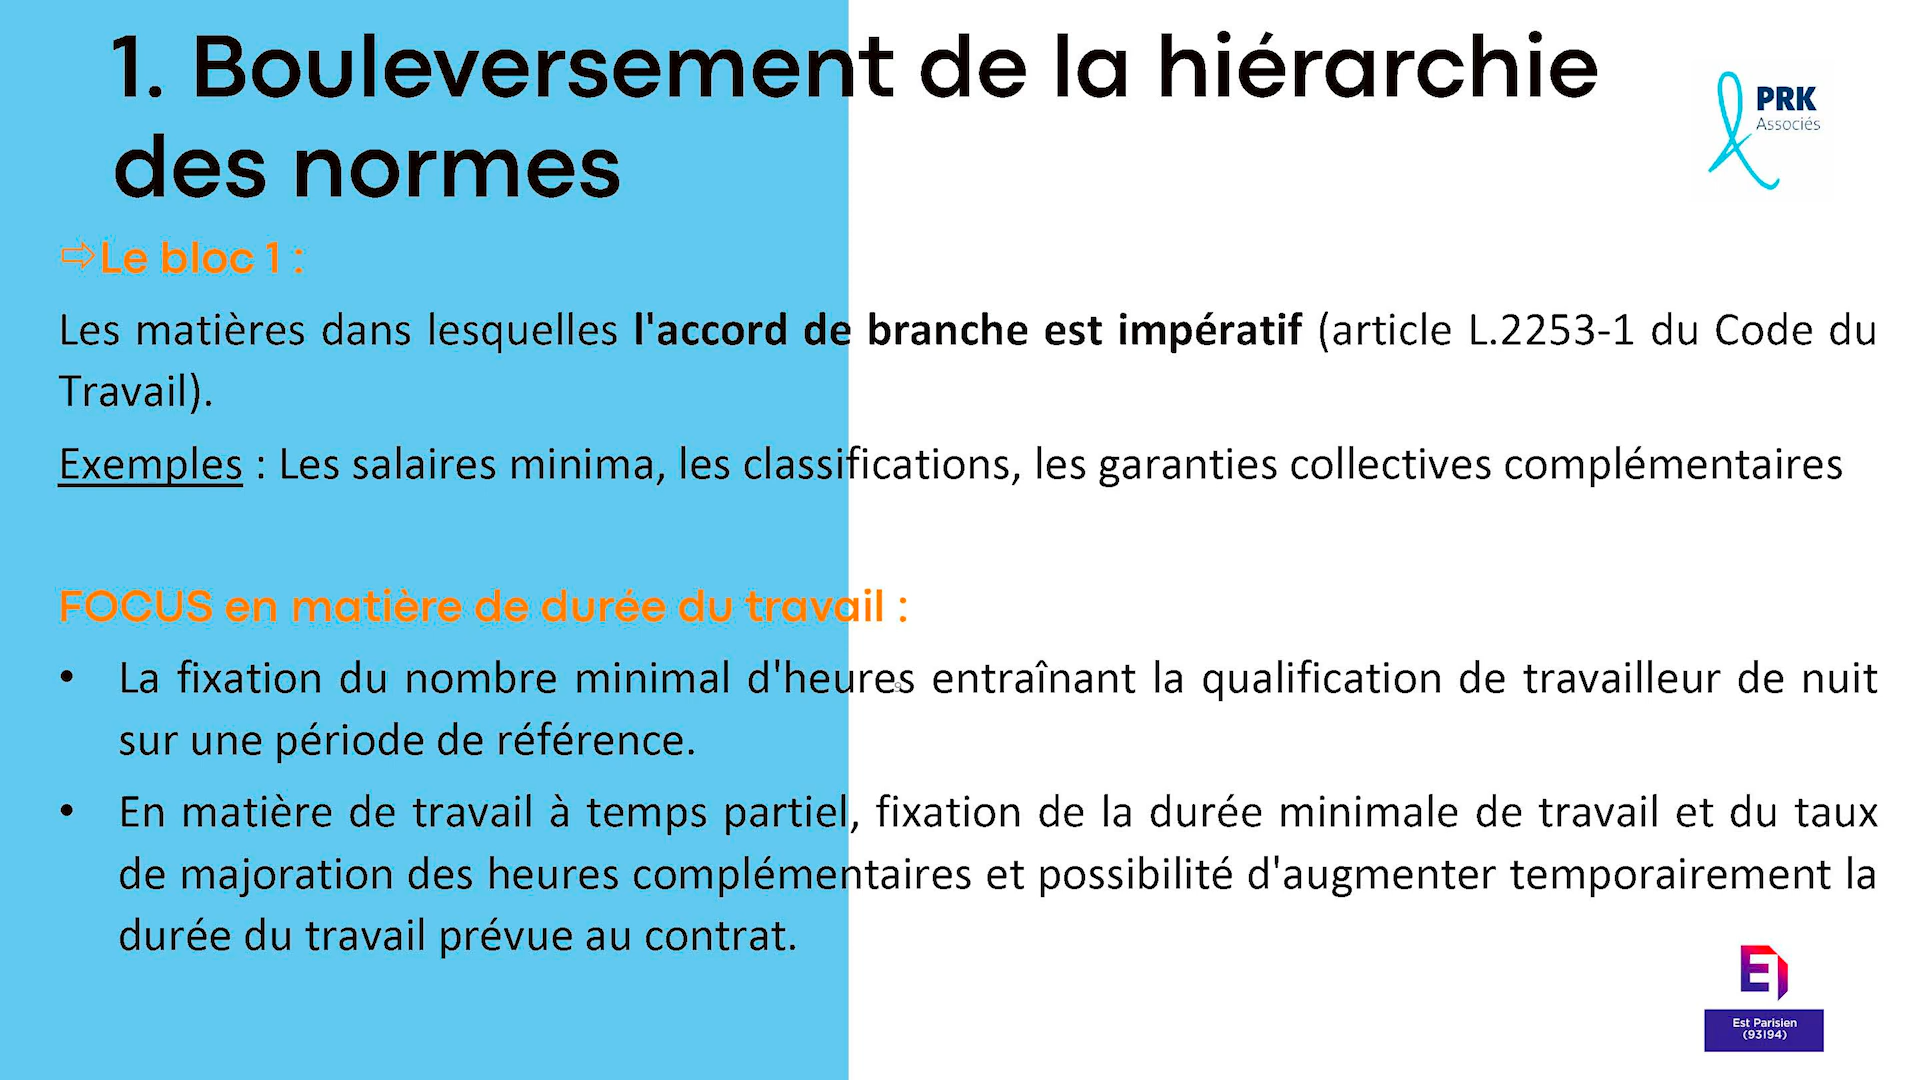 1. Bouleversement de la hiérarchie
des normes
PRK
Associés
⇨Le bloc 1 :
Les matières dans lesquelles l'accord de branche est impératif (article L.2253-1 du Code du
Travail).
Exemples : Les salaires minima, les classifications, les garanties collectives complémentaires
FOCUS en matière de durée du travail :
• La fixation du nombre minimal d'heures entraînant la qualification de travailleur de nuit
sur une période de référence.
• En matière de travail à temps partiel, fixation de la durée minimale de travail et du taux
de majoration des heures complémentaires et possibilité d'augmenter temporairement la
durée du travail prévue au contrat.
Est Parisien
(93I94)